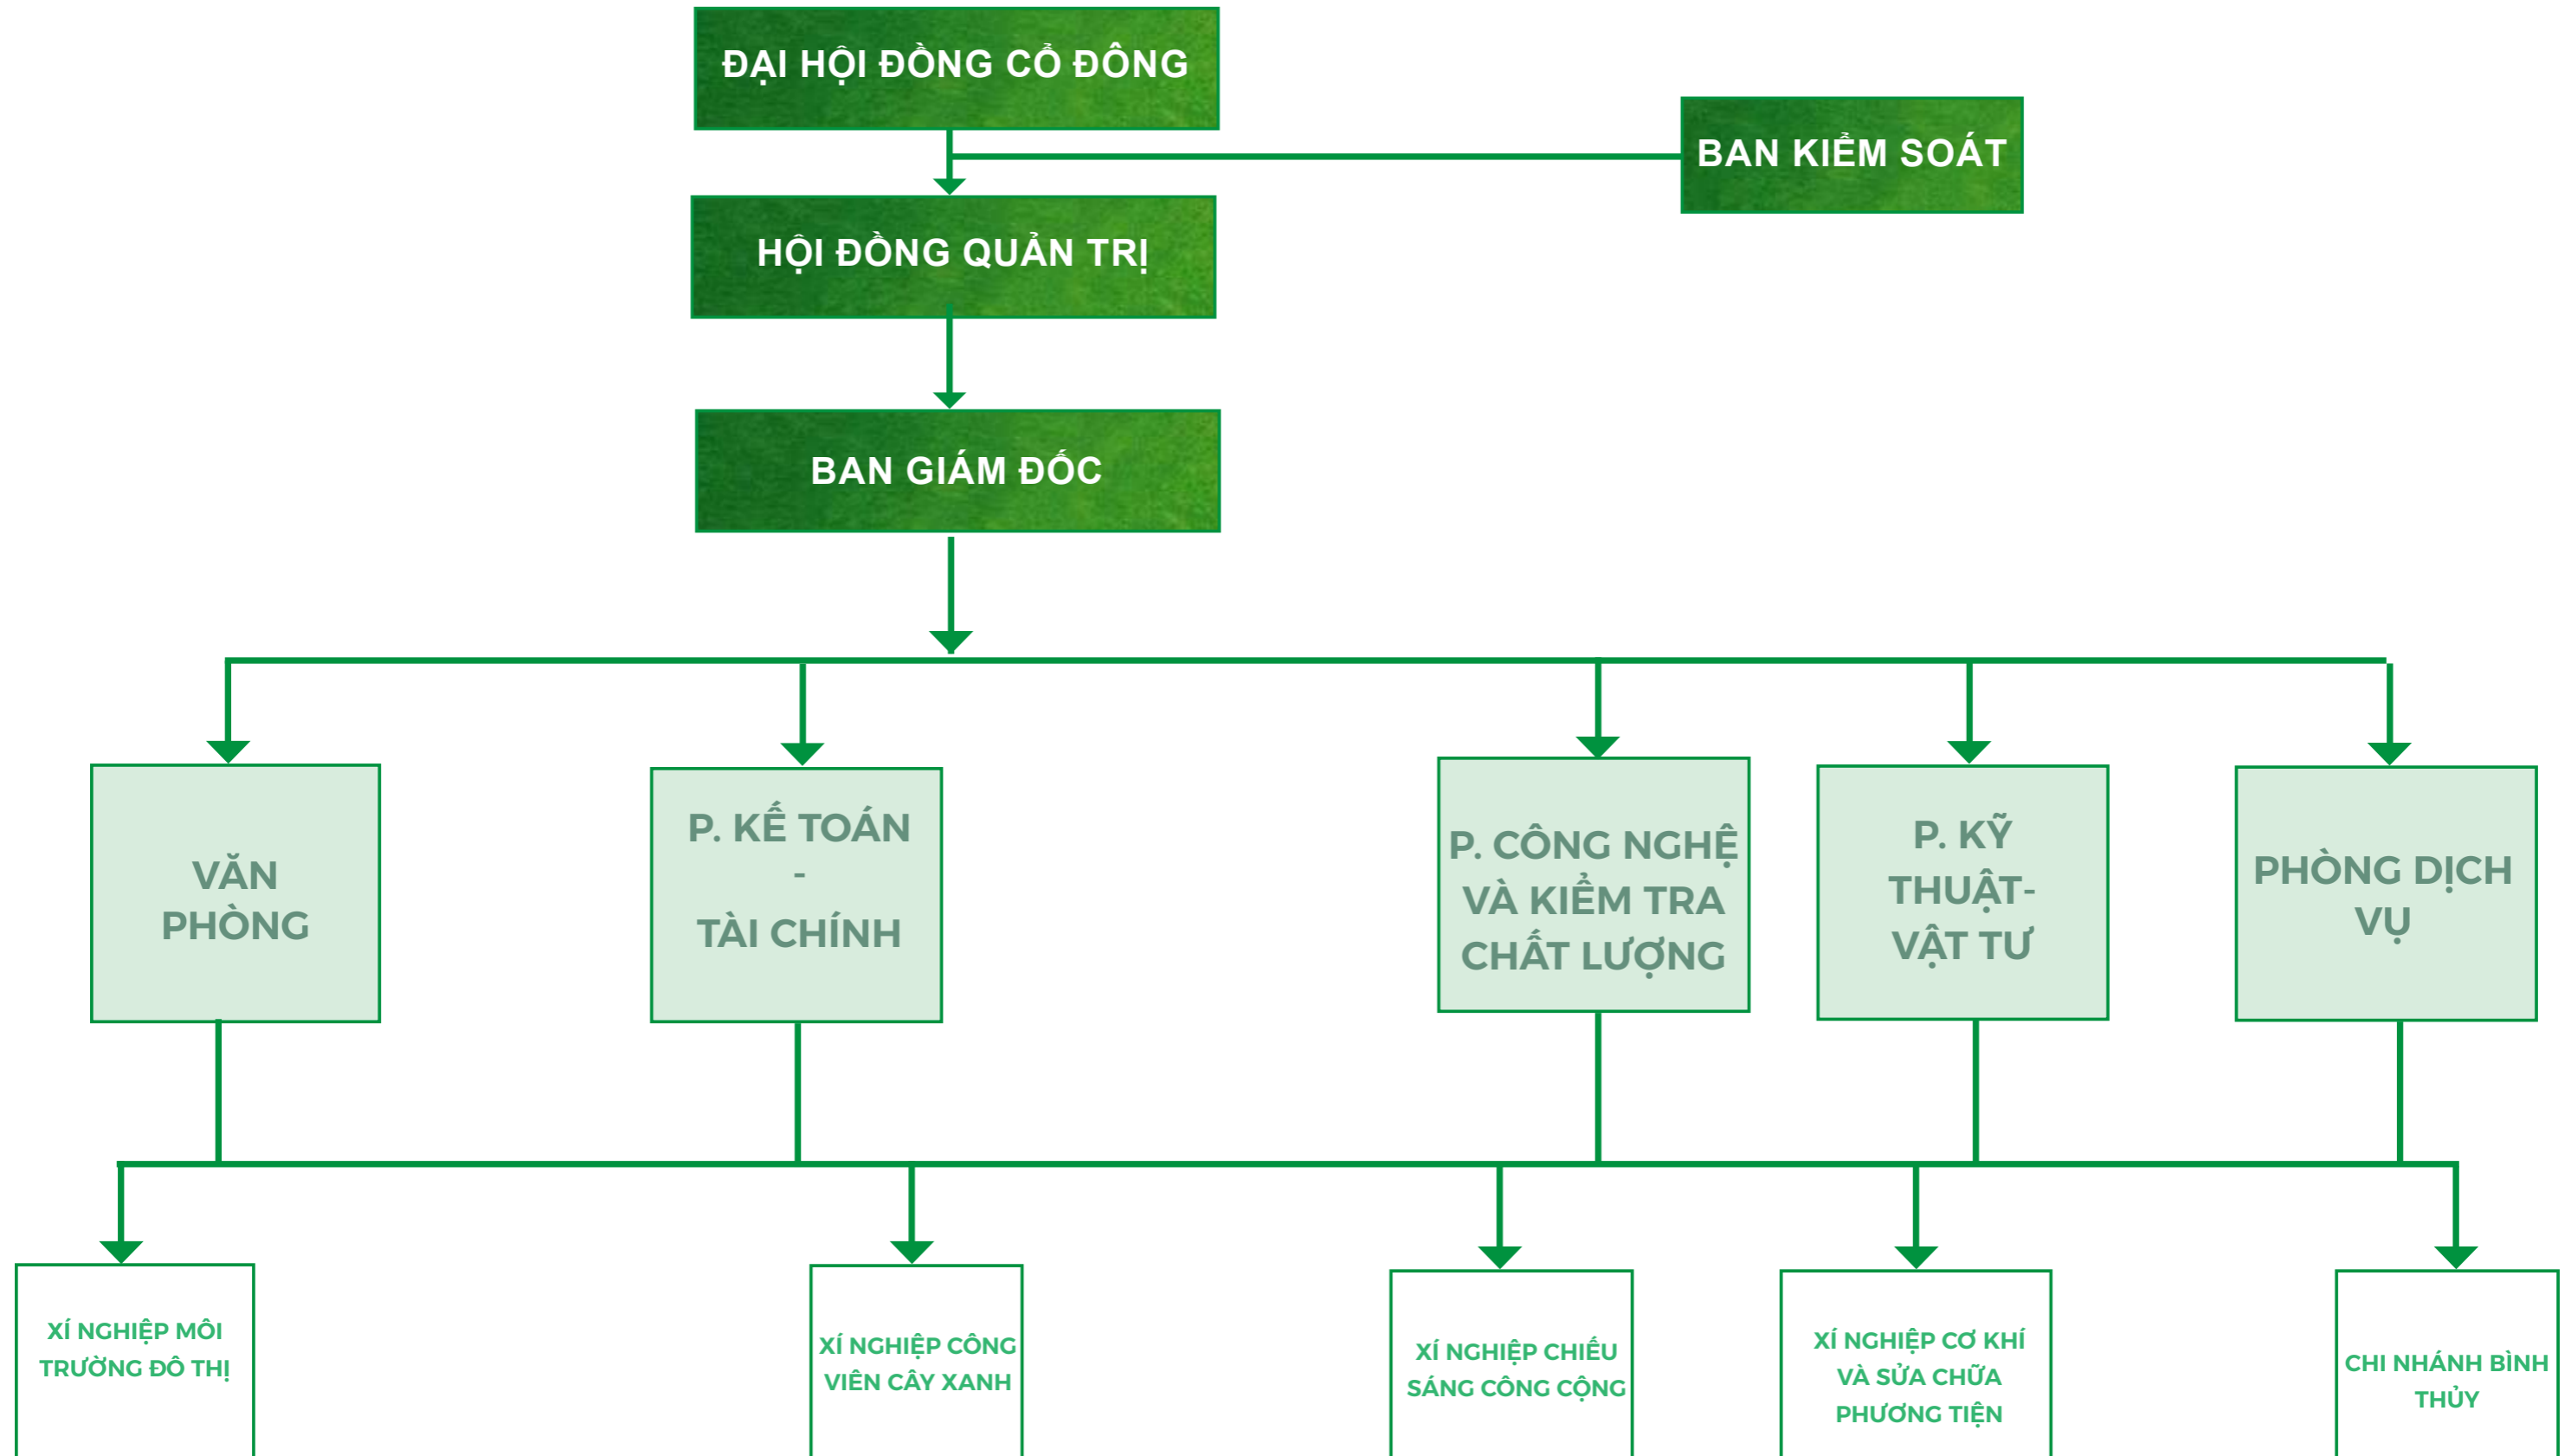 ĐẠI HỘI ĐỒNG CỔ ĐÔNG
BAN KIỂM SOÁT
HỘI ĐỒNG QUẢN TRỊ
BAN GIÁM ĐỐC
VĂN
PHÒNG
P. KẾ TOÁN
-
TÀI CHÍNH
P. CÔNG NGHỆ
VÀ KIỂM TRA
CHẤT LƯỢNG
P. KỸ
THUẬT-
VẬT TƯ
PHÒNG DỊCH
VỤ
XÍ NGHIỆP MÔI
TRƯỜNG ĐÔ THỊ
XÍ NGHIỆP CÔNG
VIÊN CÂY XANH
XÍ NGHIỆP CHIẾU
SÁNG CÔNG CỘNG
XÍ NGHIỆP CƠ KHÍ
VÀ SỬA CHỮA
PHƯƠNG TIỆN
CHI NHÁNH BÌNH
THỦY